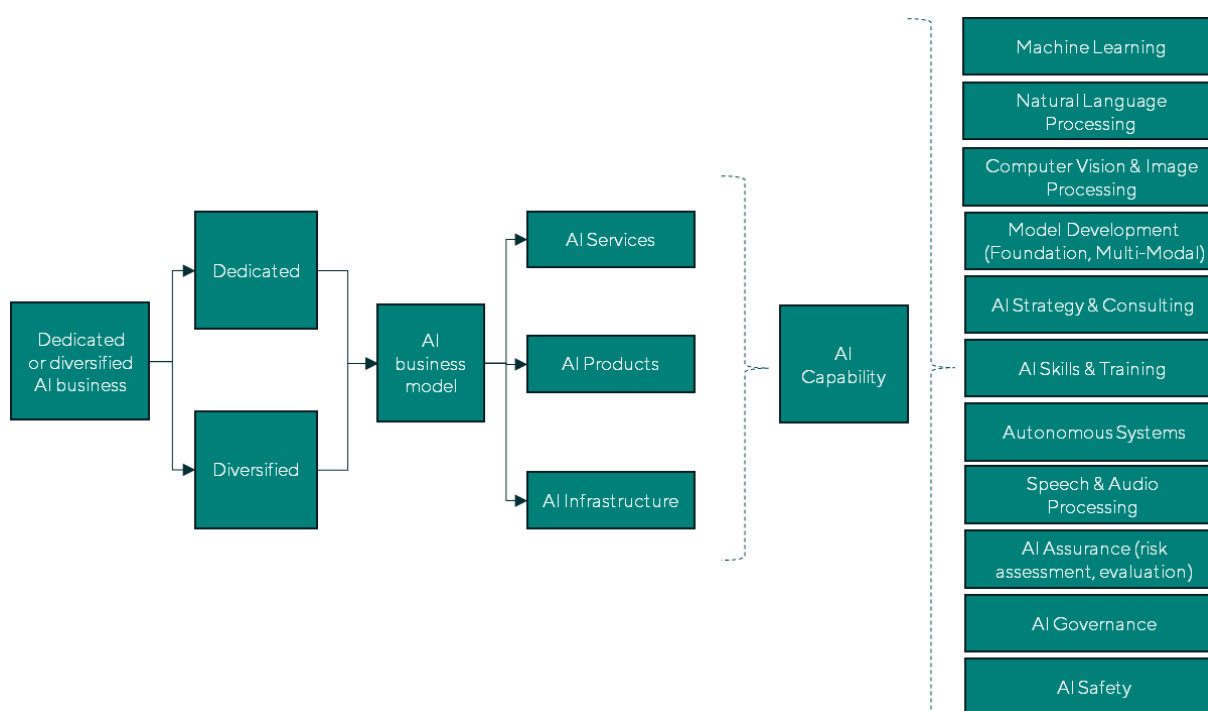 Dedicated
or diversified
AI business
Dedicated
Diversified
AI
business
model
AI Services
AI Products
AI Infrastructure
AI
Capability
Machine Learning
Natural Language
Processing
Computer Vision & Image
Processing
Model Development
(Foundation, Multi-Modal)
AI Strategy & Consulting
AI Skills & Training
Autonomous Systems
Speech & Audio
Processing
AI Assurance (risk
assessment, evaluation)
AI Governance
AI Safety